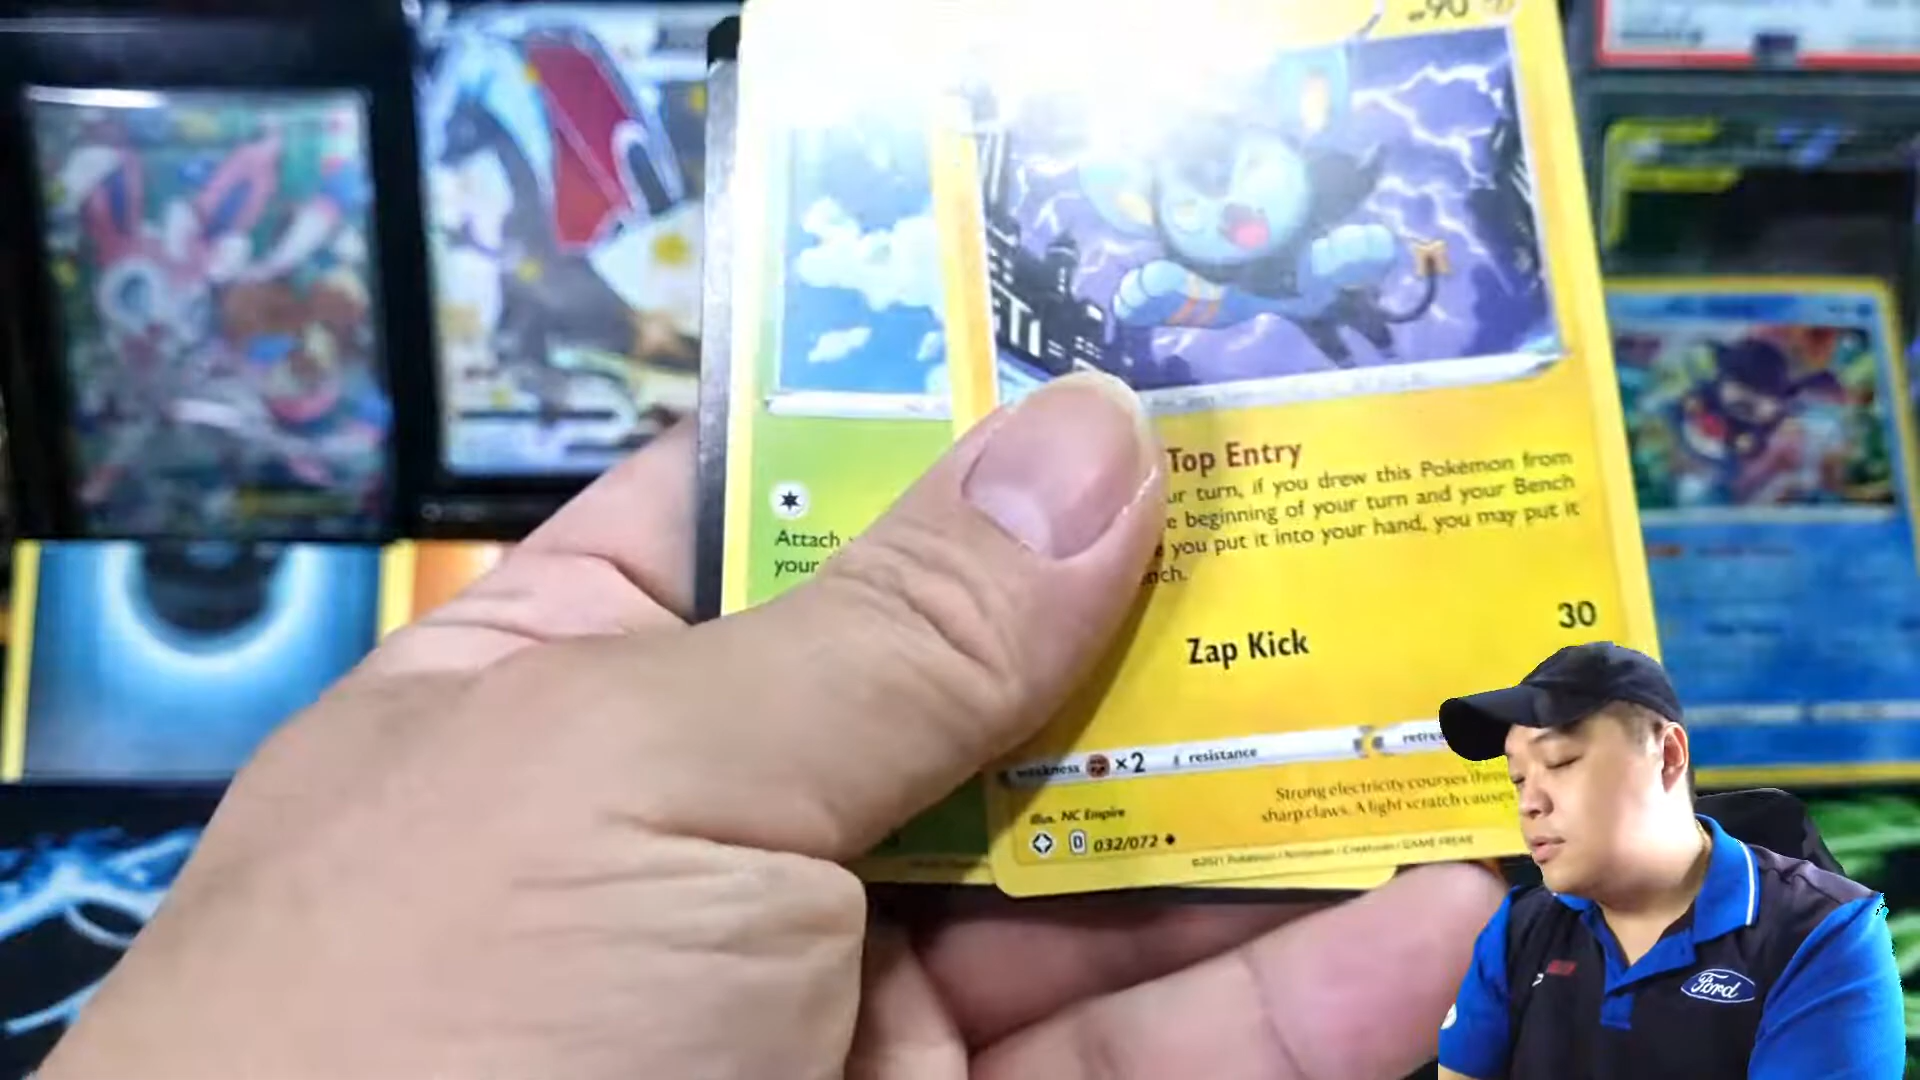 90
Top Entry
ur turn, if you drew this Pokémon from
e beginning of your turn and your Bench
you put it into your hand, you may put it
nch.
Attach
your
30
Zap Kick
weakness ×2 resistance
Strong electricity courses
sharp claws. A light scratch causes
Illus. NC Empire
D 032/072
©2021 Pokémon / Nintendo / Creatures / GAME FREAK
Ford